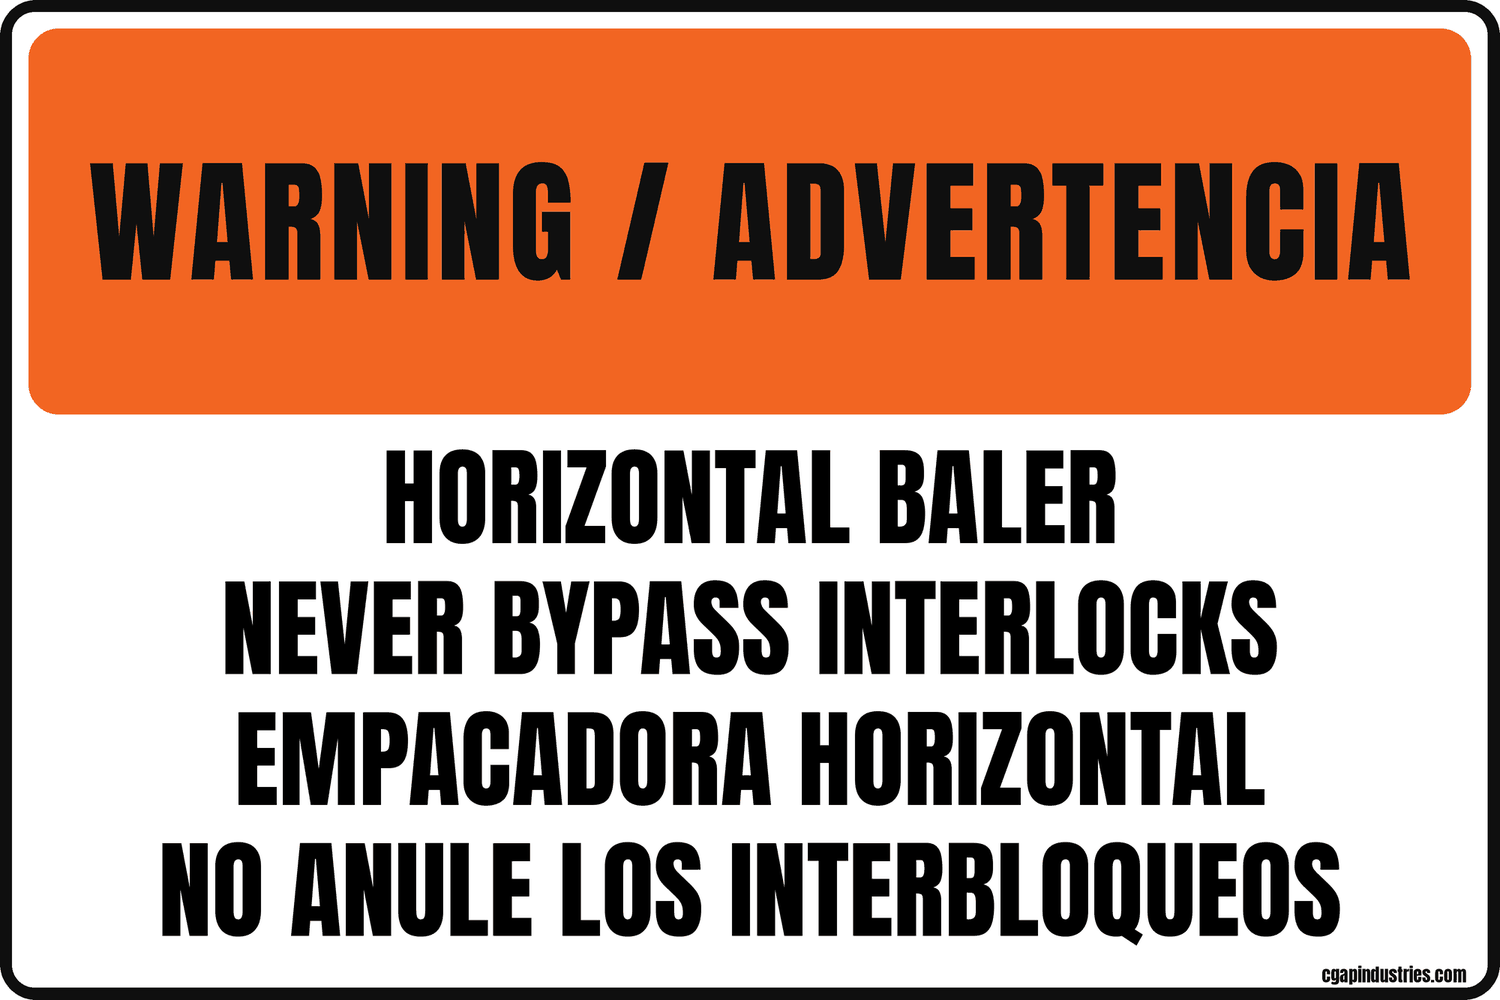 WARNING / ADVERTENCIA
HORIZONTAL BALER
NEVER BYPASS INTERLOCKS
EMPACADORA HORIZONTAL
NO ANULE LOS INTERBLOQUEOS
cgapindustries.com